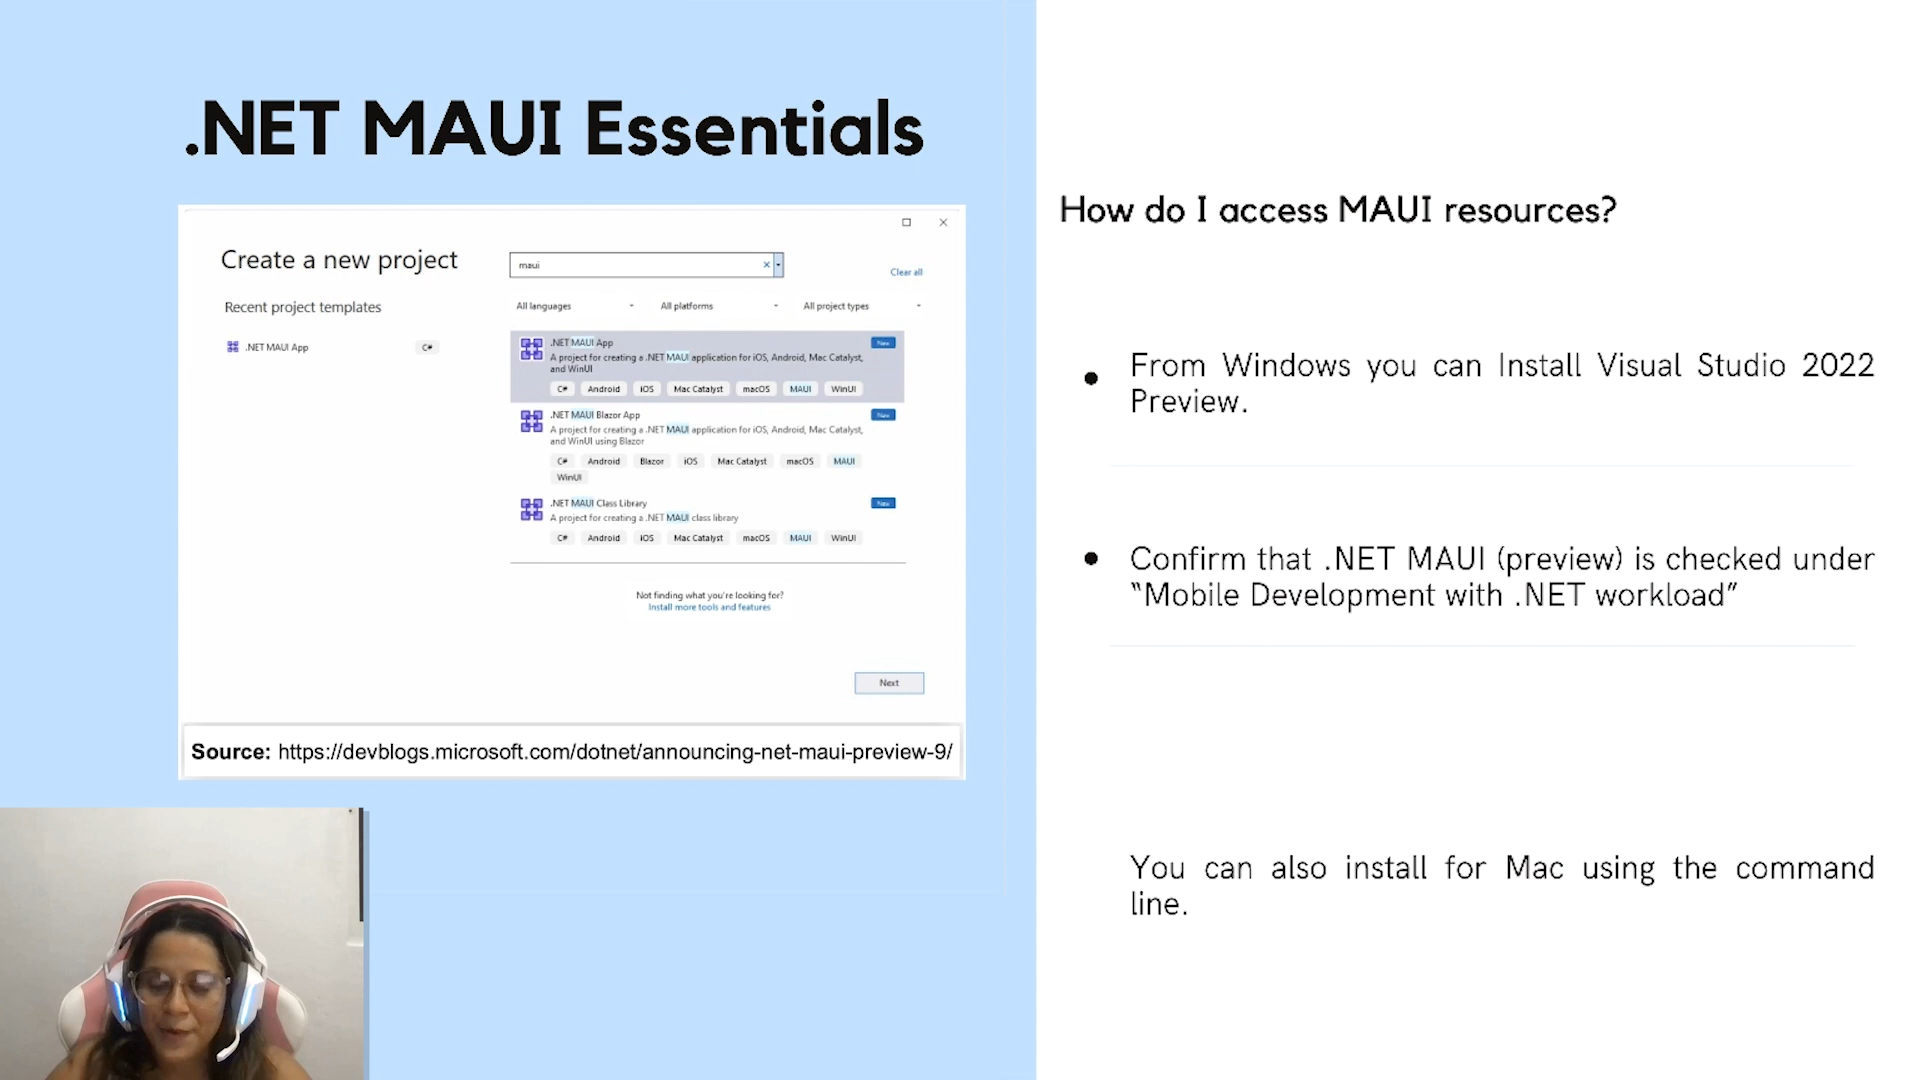 .NET MAUI Essentials
Create a new project
maui
Clear all
Recent project templates
All languages
All platforms
All project types
.NET MAUI App
C#
.NET MAUI App
New
A project for creating a .NET MAUI application for iOS, Android, Mac Catalyst,
and WinUI
C# Android iOS Mac Catalyst macOS MAUI WinUI
.NET MAUI Blazor App
New
A project for creating a .NET MAUI application for iOS, Android, Mac Catalyst,
and WinUI using Blazor
C# Android Blazor iOS Mac Catalyst macOS MAUI
WinUI
.NET MAUI Class Library
New
A project for creating a .NET MAUI class library
C# Android iOS Mac Catalyst macOS MAUI WinUI
Not finding what you're looking for?
Install more tools and features
Next
Source: https://devblogs.microsoft.com/dotnet/announcing-net-maui-preview-9/
How do I access MAUI resources?
From Windows you can Install Visual Studio 2022
Preview.
Confirm that .NET MAUI (preview) is checked under
“Mobile Development with .NET workload”
You can also install for Mac using the command
line.